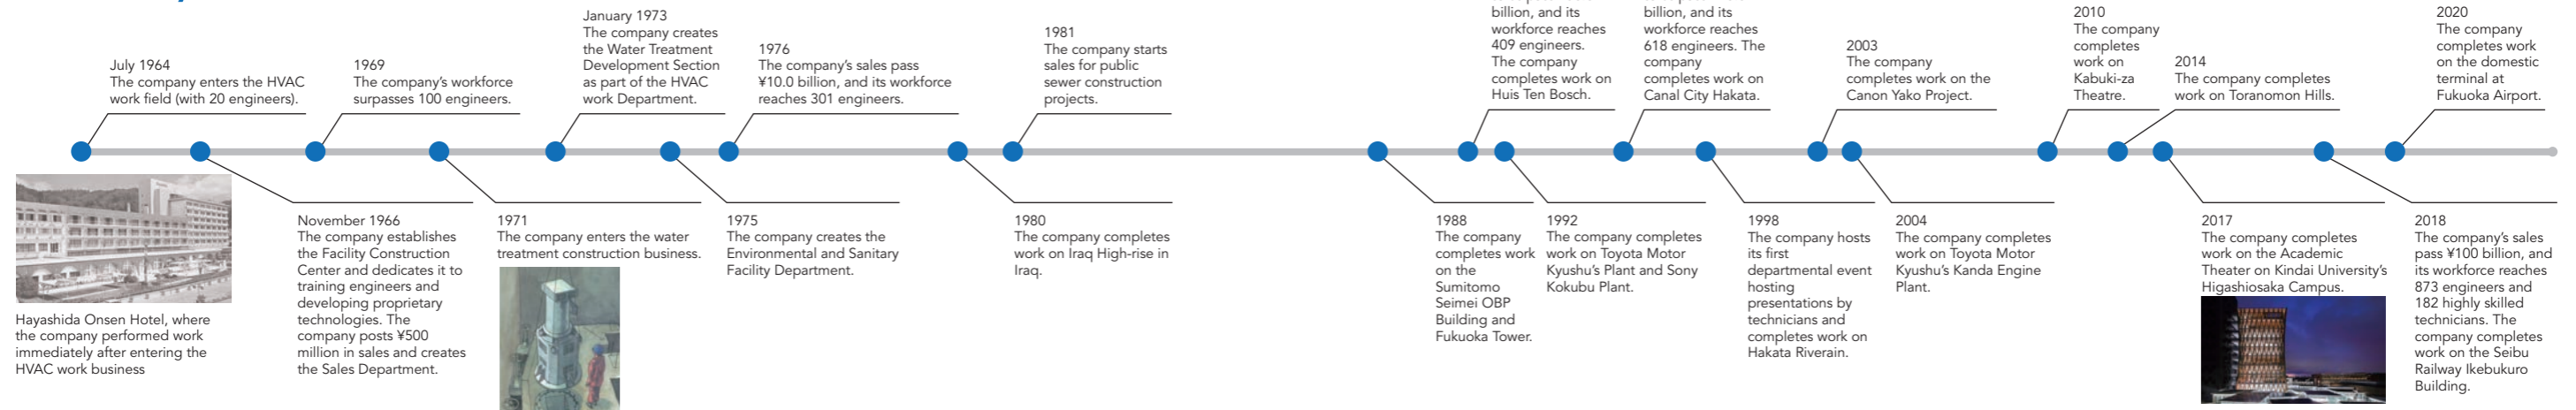 July 1964
The company enters the HVAC
work field (with 20 engineers).
1969
The company's workforce
surpasses 100 engineers.
January 1973
The company creates
the Water Treatment
Development Section
as part of the HVAC
work Department.
1976
The company's sales pass
¥10.0 billion, and its workforce
reaches 301 engineers.
1981
The company starts
sales for public
sewer construction
projects.
billion, and its
workforce reaches
409 engineers.
The company
completes work on
Huis Ten Bosch.
billion, and its
workforce reaches
618 engineers. The
company
completes work on
Canal City Hakata.
2003
The company
completes work on the
Canon Yako Project.
2010
The company
completes
work on
Kabuki-za
Theatre.
2014
The company completes
work on Toranomon Hills.
2020
The company
completes work
on the domestic
terminal at
Fukuoka Airport.
Hayashida Onsen Hotel, where
the company performed work
immediately after entering the
HVAC work business
November 1966
The company establishes
the Facility Construction
Center and dedicates it to
training engineers and
developing proprietary
technologies. The
company posts ¥500
million in sales and creates
the Sales Department.
1971
The company enters the water
treatment construction business.
1975
The company creates the
Environmental and Sanitary
Facility Department.
1980
The company completes
work on Iraq High-rise in
Iraq.
1988
The company
completes work
on the
Sumitomo
Seimei OBP
Building and
Fukuoka Tower.
1992
The company completes
work on Toyota Motor
Kyushu's Plant and Sony
Kokubu Plant.
1998
The company hosts
its first
departmental event
hosting
presentations by
technicians and
completes work on
Hakata Riverain.
2004
The company completes
work on Toyota Motor
Kyushu's Kanda Engine
Plant.
2017
The company completes
work on the Academic
Theater on Kindai University's
Higashiosaka Campus.
2018
The company's sales
pass ¥100 billion, and
its workforce reaches
873 engineers and
182 highly skilled
technicians. The
company completes
work on the Seibu
Railway Ikebukuro
Building.